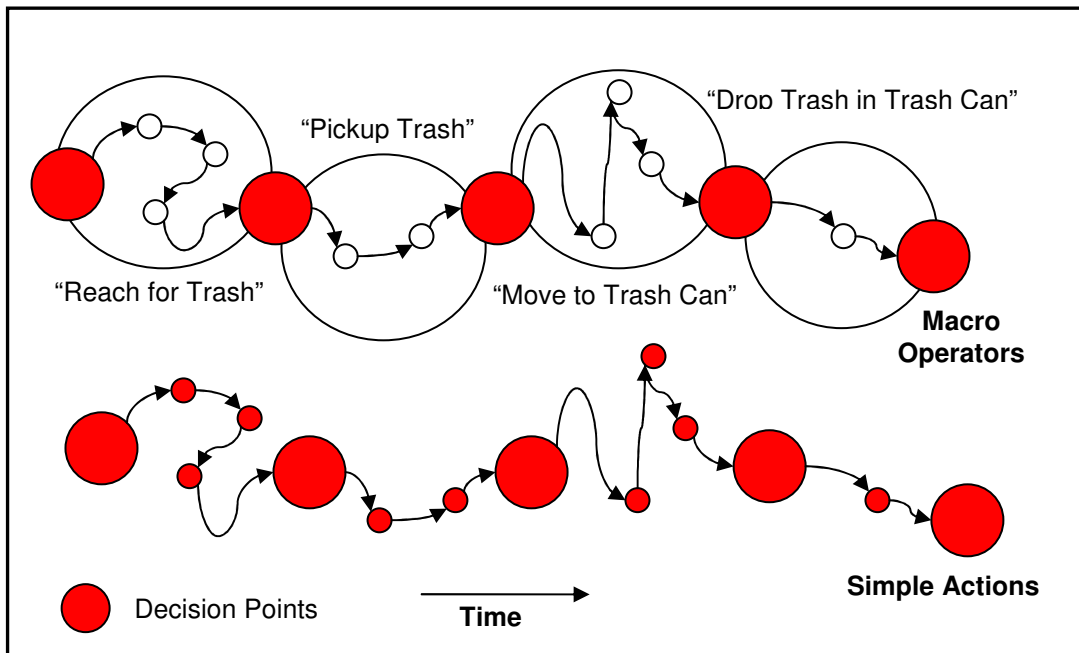 “Drop Trash in Trash Can”
“Pickup Trash”
“Reach for Trash”
“Move to Trash Can”
Macro
Operators
Simple Actions
Decision Points
Time